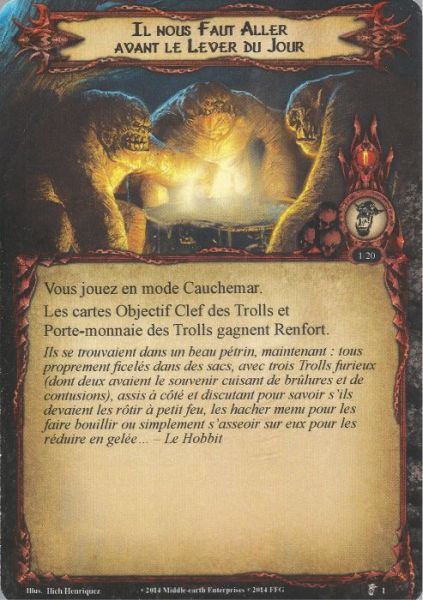 Il nous Faut Aller
avant le Lever du Jour
1 20
Vous jouez en mode Cauchemar.
Les cartes Objectif Clef des Trolls et
Porte-monnaie des Trolls gagnent Renfort.
Ils se trouvaient dans un beau pétrin, maintenant : tous
proprement ficelés dans des sacs, avec trois Trolls furieux
(dont deux avaient le souvenir cuisant de brûlures et de
contusions), assis à côté et discutant pour savoir s'ils
devaient les rôtir à petit feu, les hacher menu pour les
faire bouillir ou simplement s'asseoir sur eux pour les
réduire en gelée… – Le Hobbit
Illus. Ilich Henriquez
• 2014 Middle-earth Enterprises • 2014 FFG
1